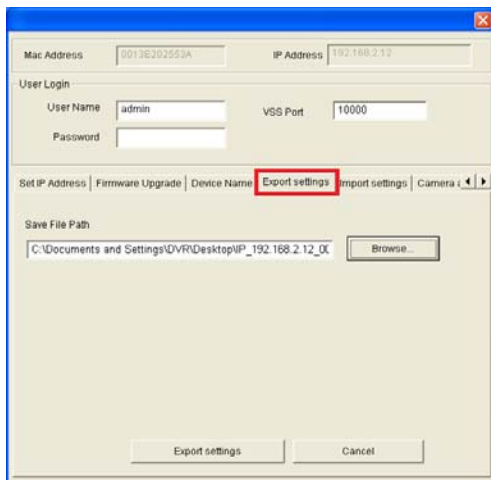 Mac Address 0013E202553A IP Address 192.168.2.12
User Login
User Name admin VSS Port 10000
Password
Set IP Address Firmware Upgrade Device Name Export settings Import settings Camera
Save File Path
C:\Documents and Settings\DVR\Desktop\IP_192.168.2.12_0C Browse...
Export settings Cancel